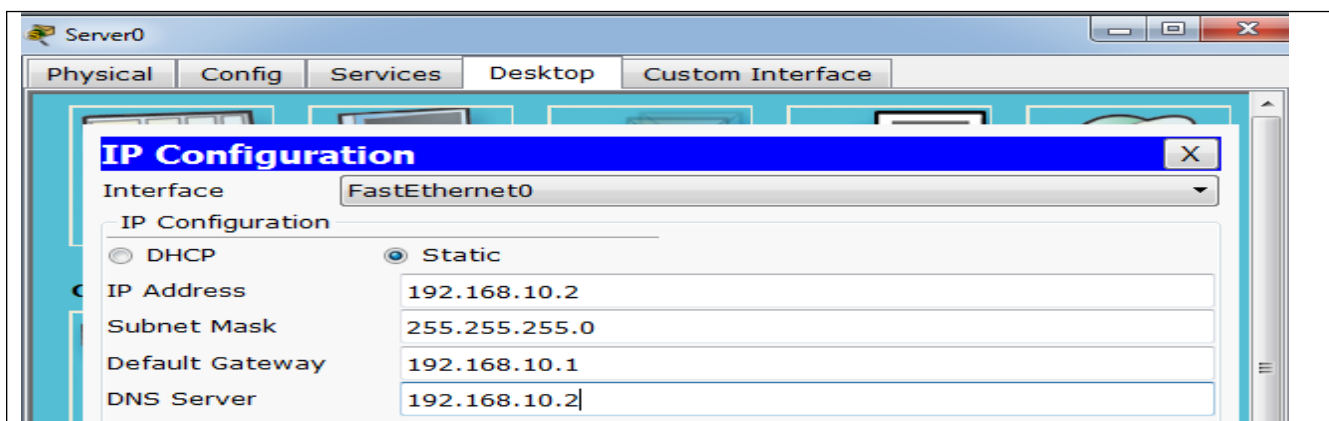 Server0
Physical Config Services Desktop Custom Interface
IP Configuration X
Interface FastEthernet0
IP Configuration
DHCP Static
IP Address 192.168.10.2
Subnet Mask 255.255.255.0
Default Gateway 192.168.10.1
DNS Server 192.168.10.2